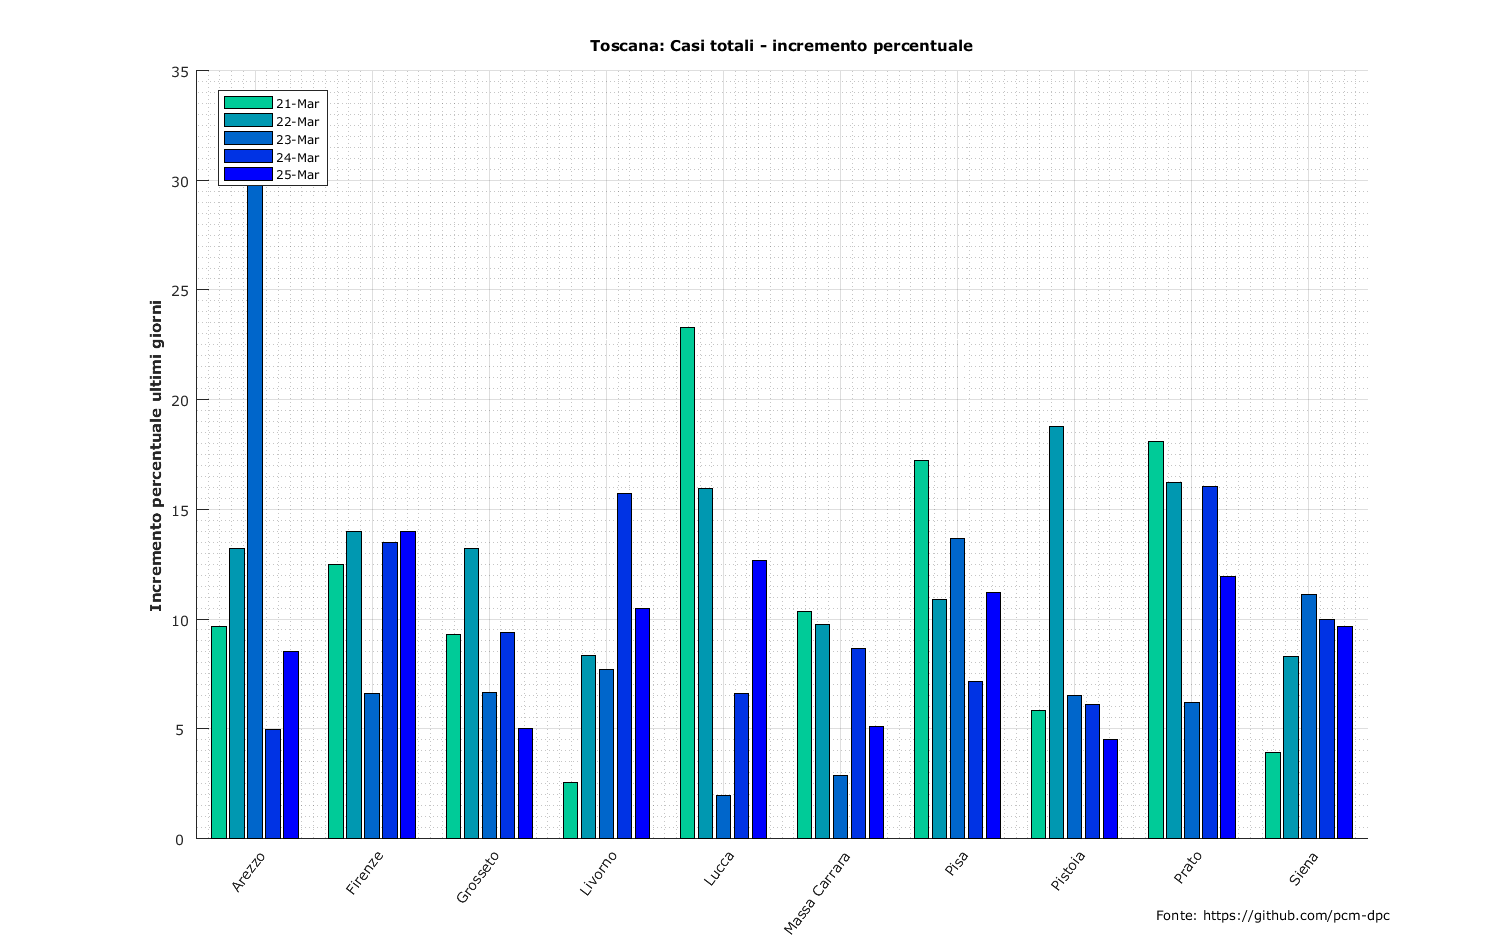 Toscana: Casi totali - incremento percentuale
35
30
25
20
15
10
5
0
Incremento percentuale ultimi giorni
21-Mar
22-Mar
23-Mar
24-Mar
25-Mar
Arezzo
Firenze
Grosseto
Livorno
Lucca
Massa Carrara
Pisa
Pistoia
Prato
Siena
Fonte: https://github.com/pcm-dpc